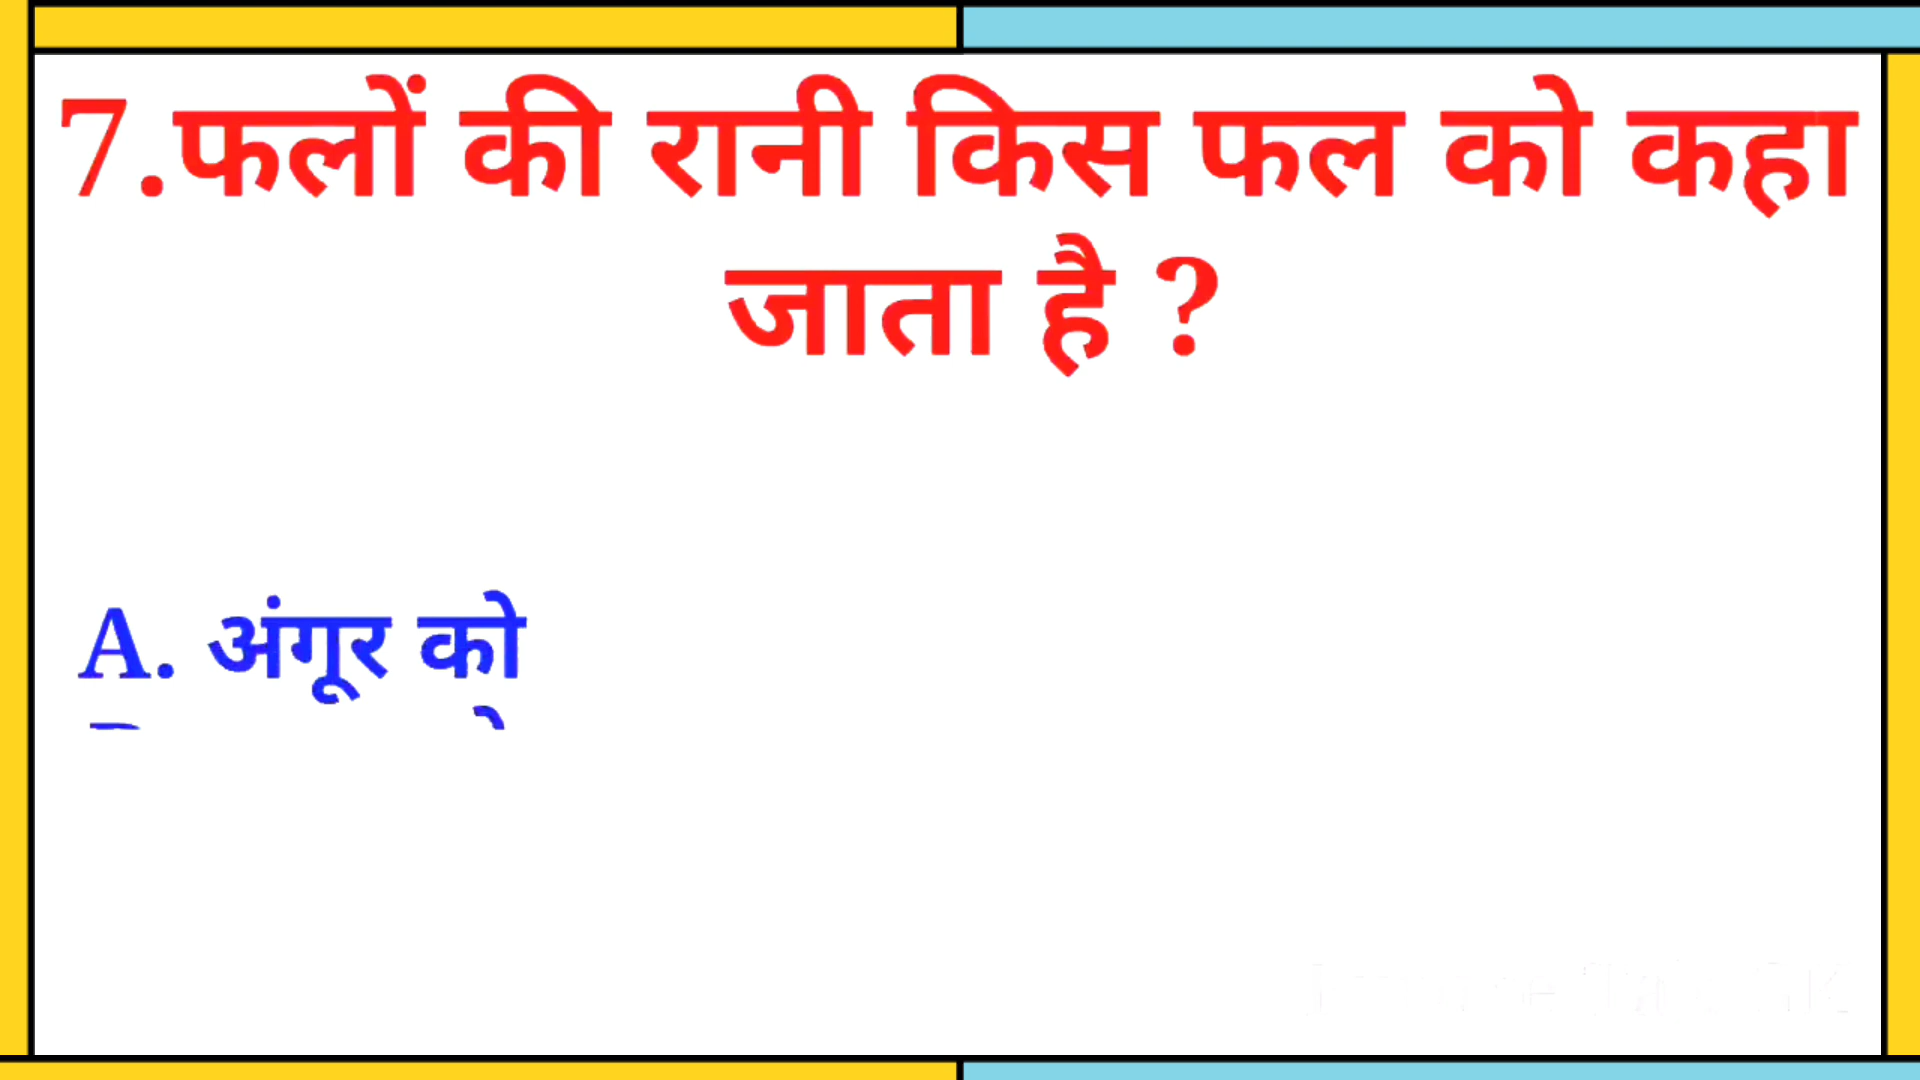 7.फलों की रानी किस फल को कहा
जाता है ?
A. अंगूर को